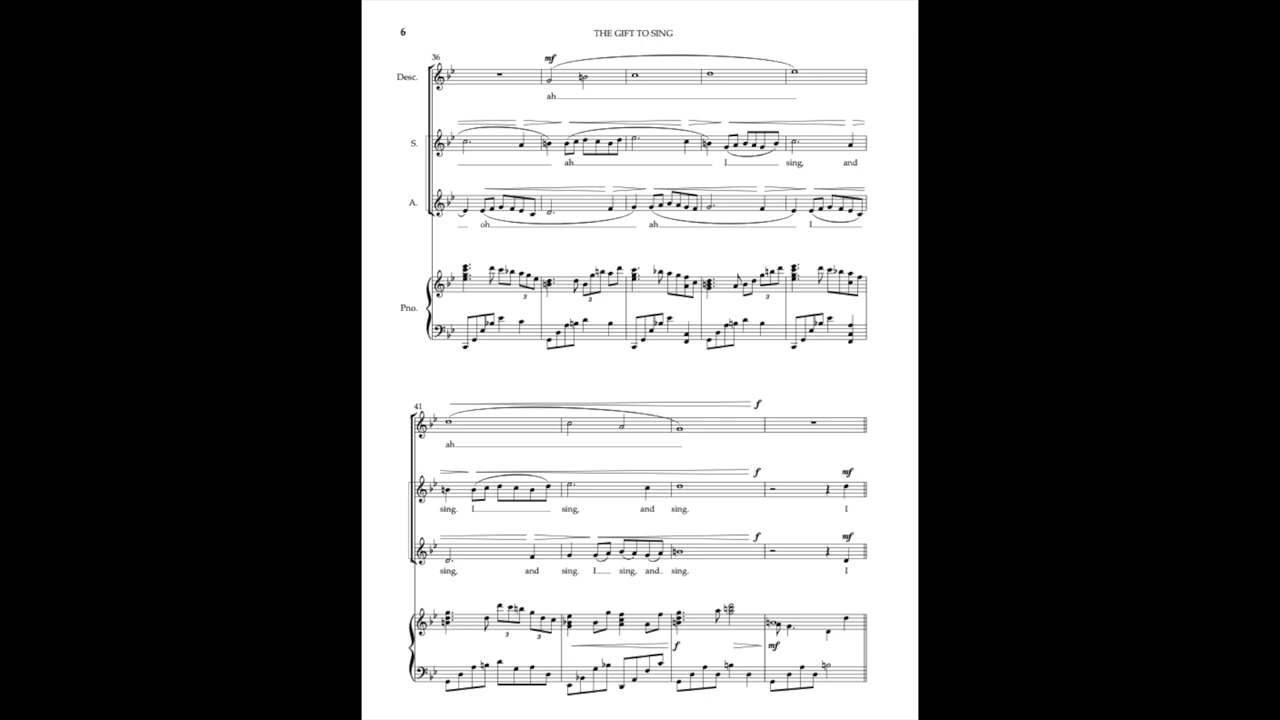 6 THE GIFT TO SING
36
mf
Desc.
ah
S.
ah I sing, and
A.
oh ah I
3 3 3 3
Pno.
41
f
ah
f mf
sing. I sing, and sing. I
f mf
sing, and sing. I sing, and sing. I
3 3
f mf